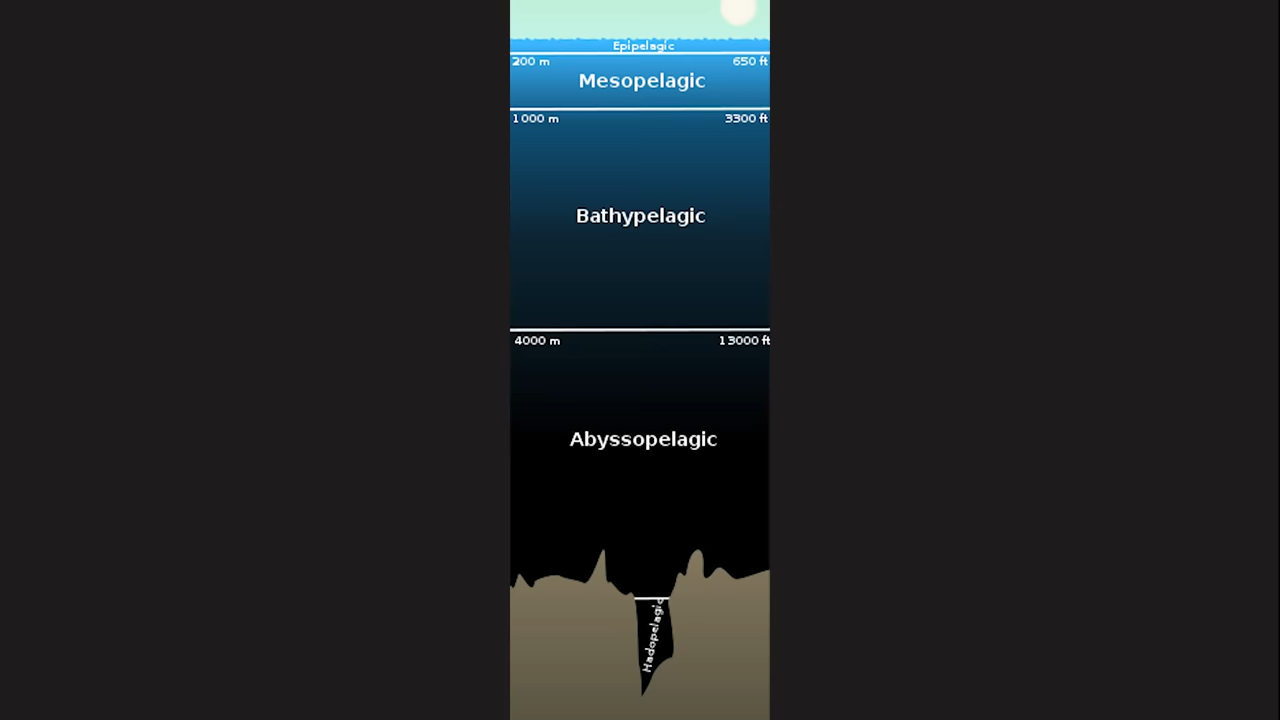 Epipelagic
200 m 650 ft
Mesopelagic
1000 m 3300 ft
Bathypelagic
4000 m 13000 ft
Abyssopelagic
Hadopelagic